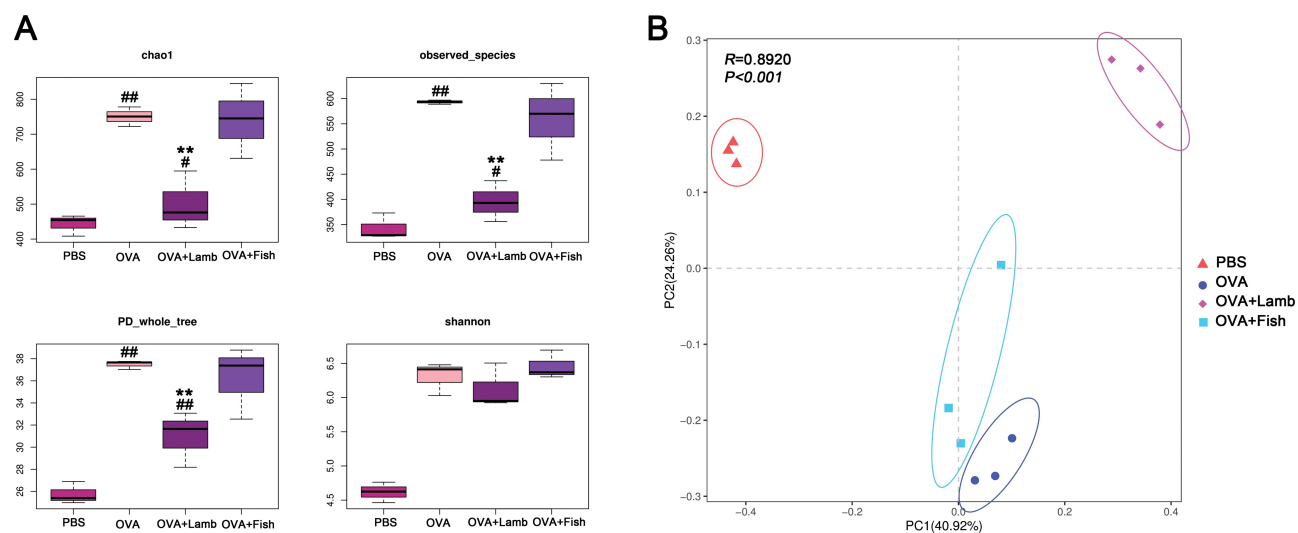 A
chao1
800
700
600
500
400
##
**
#
PBS
OVA
OVA+Lamb
OVA+Fish
observed_species
600
550
500
450
400
350
##
**
#
PBS
OVA
OVA+Lamb
OVA+Fish
PD_whole_tree
38
36
34
32
30
28
26
##
**
##
PBS
OVA
OVA+Lamb
OVA+Fish
shannon
6.5
6.0
5.5
5.0
4.5
PBS
OVA
OVA+Lamb
OVA+Fish
B
R=0.8920
P<0.001
PC2(24.26%)
0.3
0.2
0.1
0.0
−0.1
−0.2
−0.3
−0.4
−0.2
0.0
0.2
0.4
PC1(40.92%)
PBS
OVA
OVA+Lamb
OVA+Fish